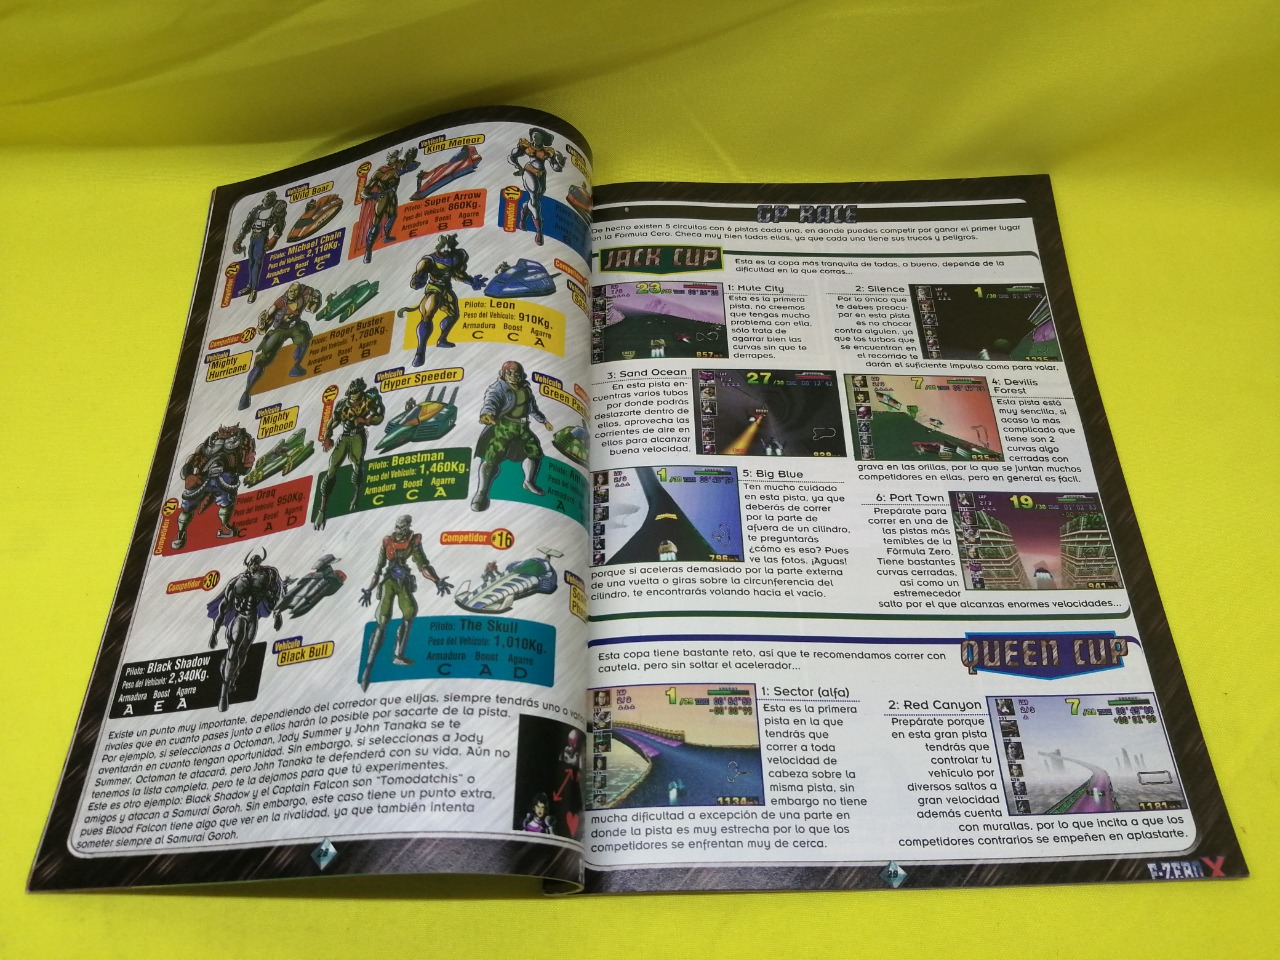 Vehículo
King Meteor
Vehículo
Wild Boar
Piloto: Super Arrow
Peso del Vehículo: 860Kg.
Armadura Boost Agarre
E B B
Piloto: Michael Chain
Peso del Vehículo: 2,110Kg.
Armadura Boost Agarre
A C C
Piloto: Leon
Peso del Vehículo: 910Kg.
Armadura Boost Agarre
C C A
Piloto: Roger Buster
Peso del Vehículo: 1,780Kg.
Armadura Boost Agarre
E B B
Vehículo
Mighty
Hurricane
Vehículo
Hyper Speeder
Vehículo
Mighty
Typhoon
Piloto: Beastman
Peso del Vehículo: 1,460Kg.
Armadura Boost Agarre
C C A
Piloto: Draq
Peso del Vehículo: 950Kg.
Armadura Boost Agarre
C A D
Competidor #27
Competidor #16
Competidor #30
Piloto: The Skull
Peso del Vehículo: 1,010Kg.
Armadura Boost Agarre
C A D
Vehículo
Black Bull
Piloto: Black Shadow
Peso del Vehículo: 2,340Kg.
Armadura Boost Agarre
A E A
Existe un punto muy importante, dependiendo del corredor que elijas, siempre tendrás uno o
rivales que en cuanto pases junto a ellos harán lo posible por sacarte de la pista.
Por ejemplo, si seleccionas a Octoman, Jody Summer y John Tanaka se te
aventarán en cuanto tengan oportunidad. Sin embargo, si seleccionas a Jody
Summer, Octoman te atacará, pero John Tanaka te defenderá con su vida. Aún no
tenemos la lista completa, pero te la dejamos para que tú experimentes.
Este es otro ejemplo: Black Shadow y el Captain Falcon son "Tomodatchis" o
amigos y atacan a Samurai Goroh. Sin embargo, este caso tiene un punto extra,
pues Blood Falcon tiene algo que ver en la rivalidad, ya que también intenta
someter siempre al Samurai Goroh.
28
GP RACE
De hecho existen 5 circuitos con 6 pistas cada una, en donde puedes competir por ganar el primer lugar
en la Fórmula Cero. Checa muy bien todas ellas, ya que cada una tiene sus trucos y peligros.
JACK CUP
Esta es la copa más tranquila de todas, o bueno, depende de la
dificultad en la que corras...
1: Mute City
Esta es la primera
pista, no creemos
que tengas mucho
problema con ella,
sólo trata de
agarrar bien las
curvas sin que te
derrapes.
2: Silence
Por lo único que
te debes preocu-
par en esta pista
es no chocar
contra alguien, ya
que los turbos que
se encuentran en
el recorrido te
darán el suficiente impulso como para volar.
3: Sand Ocean
En esta pista en-
cuentras varios tubos
por donde podrás
deslazarte dentro de
ellos, aprovecha las
corrientes de aire en
ellos para alcanzar
buena velocidad.
4: Devilis
Forest
Esta pista está
muy sencilla, si
acaso lo más
complicado que
tiene son 2
curvas algo
cerradas con
grava en las orillas, por lo que se juntan muchos
competidores en ellas, pero en general es fácil.
5: Big Blue
Ten mucho cuidado
en esta pista, ya que
deberás de correr
por la parte de
afuera de un cilindro,
te preguntarás
¿cómo es eso? Pues
ve las fotos. ¡Aguas!
porque si aceleras demasiado por la parte externa
de una vuelta o giras sobre la circunferencia del
cilindro, te encontrarás volando hacia el vacío.
6: Port Town
Prepárate para
correr en una de
las pistas más
temibles de la
Fórmula Zero.
Tiene bastantes
curvas cerradas,
así como un
estremecedor
salto por el que alcanzas enormes velocidades...
Esta copa tiene bastante reto, así que te recomendamos correr con
cautela, pero sin soltar el acelerador...
QUEEN CUP
1: Sector (alfa)
Esta es la primera
pista en la que
tendrás que
correr a toda
velocidad de
cabeza sobre la
misma pista, sin
embargo no tiene
mucha dificultad a excepción de una parte en
donde la pista es muy estrecha por lo que los
competidores se enfrentan muy de cerca.
2: Red Canyon
Prepárate porque
en esta gran pista
tendrás que
controlar tu
vehículo por
diversos saltos a
gran velocidad
además cuenta
con murallas, por lo que incita a que los
competidores contrarios se empeñen en aplastarte.
29
F-ZERO X